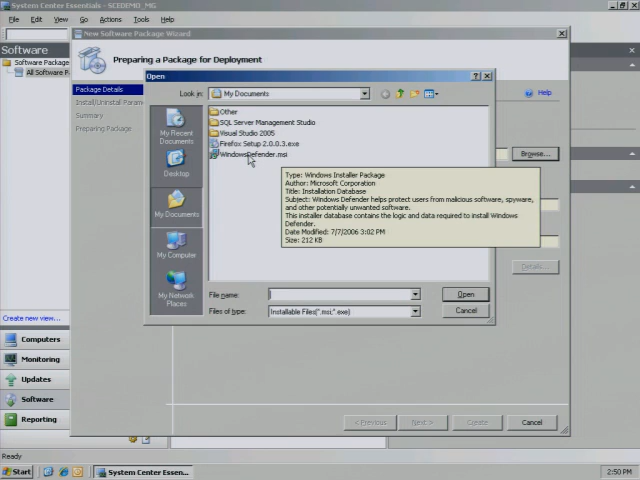 System Center Essentials - SCEDEMO_MG
File Edit View Go Actions Tools Help
New Software Package Wizard
Software
Software Package
All Software P
Preparing a Package for Deployment
Package Details
Install/Uninstall Param
Summary
Preparing Package
Help
Open
Look in:
My Documents
My Recent
Documents
Desktop
My Documents
My Computer
My Network
Places
Other
SQL Server Management Studio
Visual Studio 2005
Firefox Setup 2.0.0.3.exe
WindowsDefender.msi
Type: Windows Installer Package
Author: Microsoft Corporation
Title: Installation Database
Subject: Windows Defender helps protect users from malicious software, spyware,
and other potentially unwanted software.
This installer database contains the logic and data required to install Windows
Defender.
Date Modified: 7/7/2006 3:02 PM
Size: 212 KB
File name:
Open
Files of type:
Installable Files(*.msi;*.exe)
Cancel
Browse...
Details...
Create new view...
Computers
Monitoring
Updates
Software
Reporting
< Previous
Next >
Create
Cancel
Ready
Start
System Center Essen...
2:50 PM